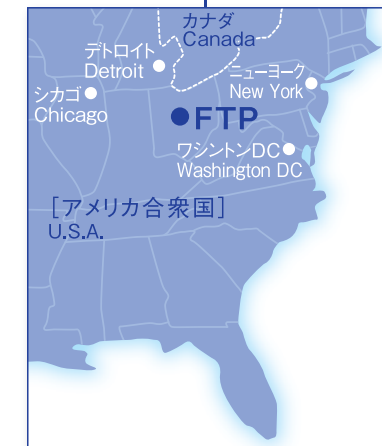 カナダ
Canada
デトロイト
Detroit
ニューヨーク
New York
シカゴ
Chicago
FTP
ワシントンDC
Washington DC
[アメリカ合衆国]
U.S.A.